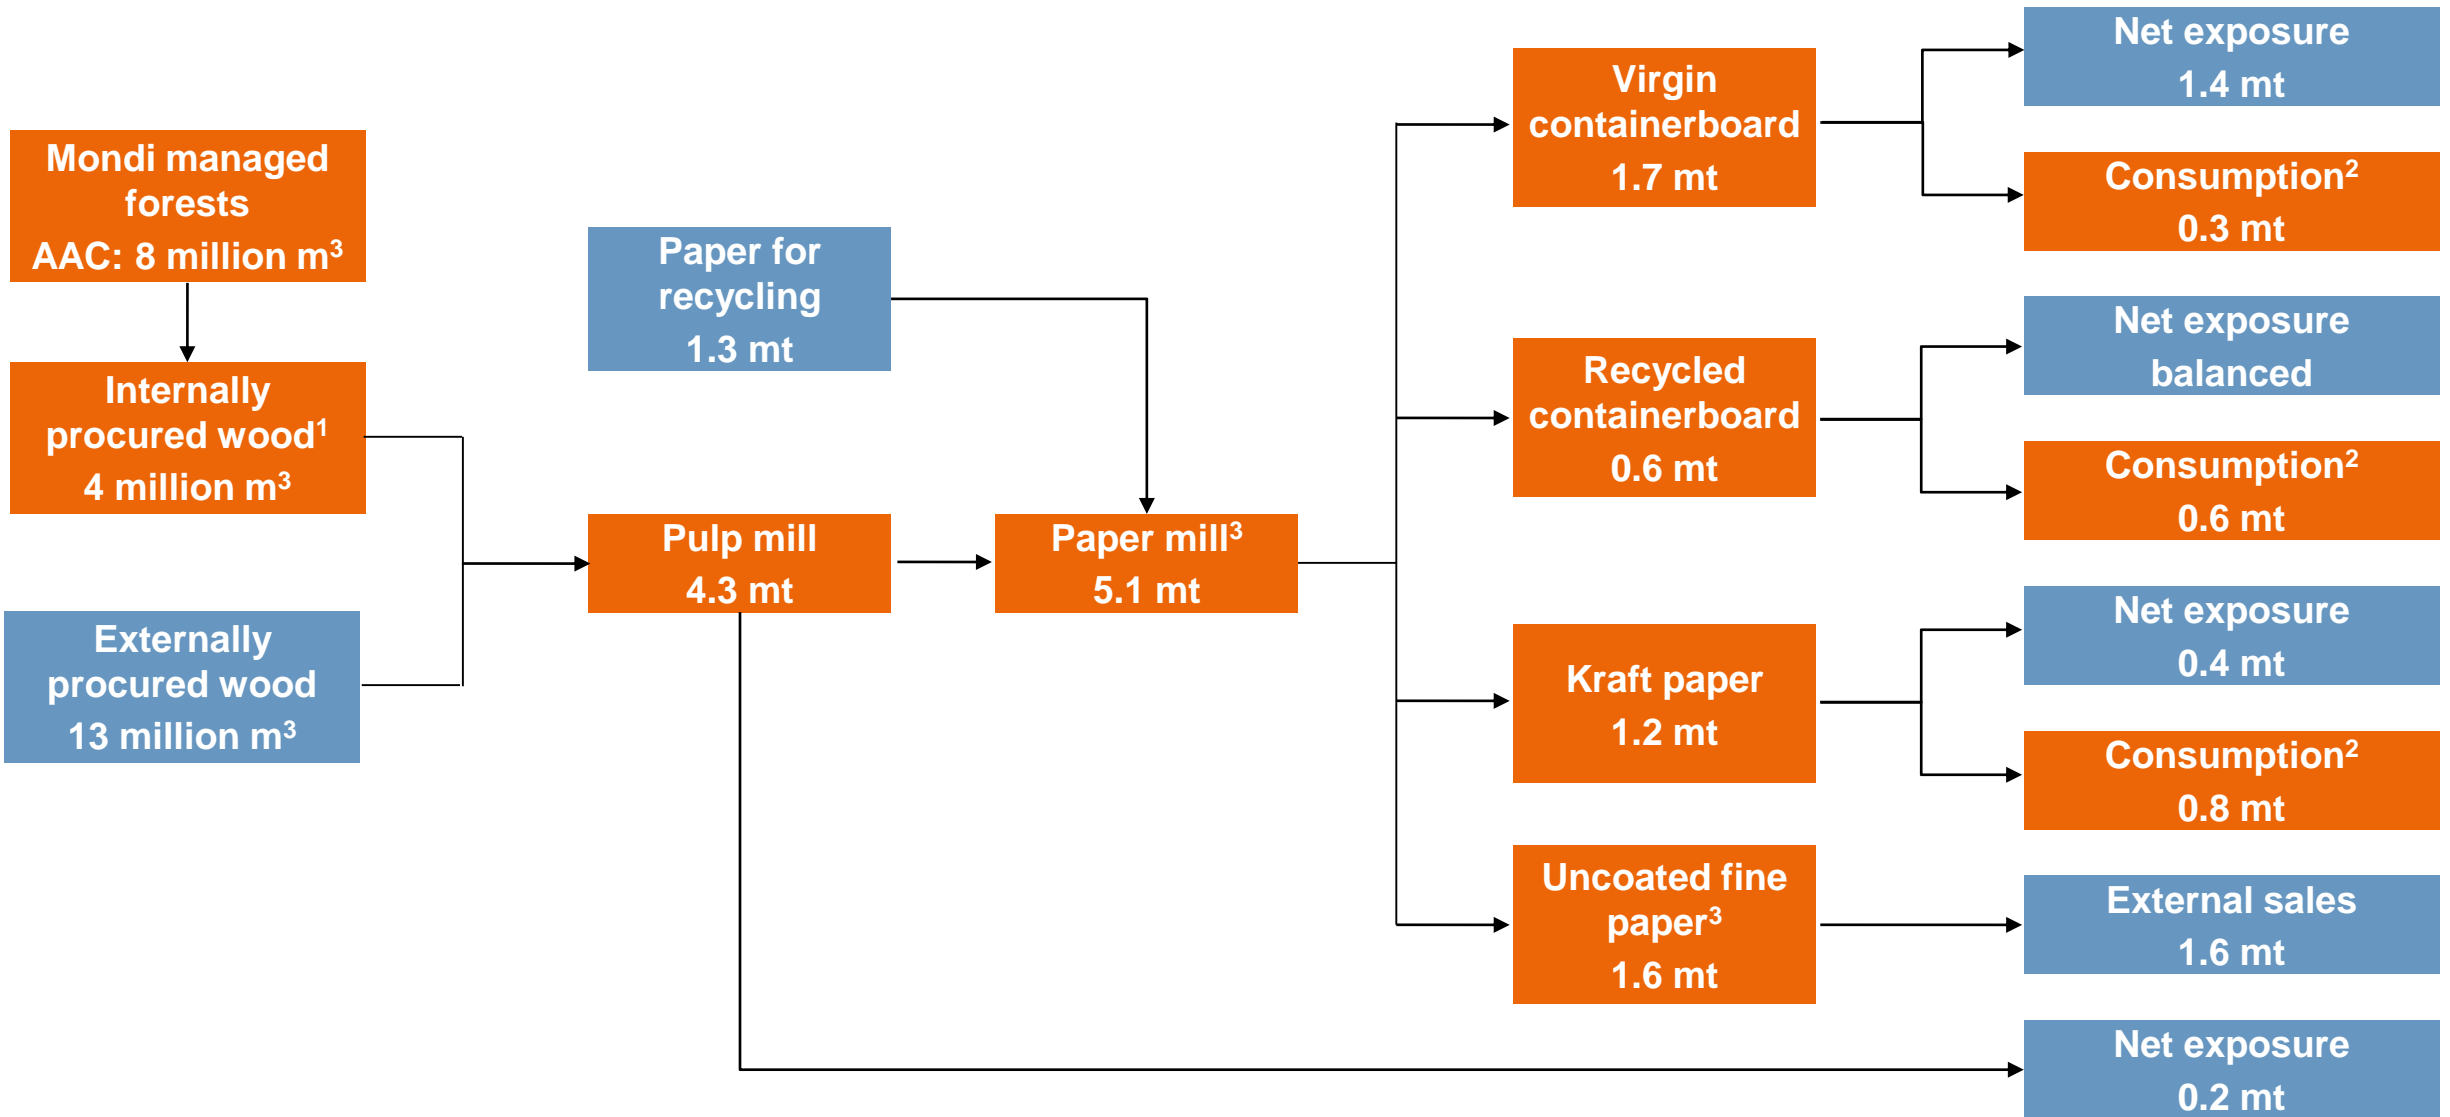 Mondi managed
forests
AAC: 8 million m³
Internally
procured wood¹
4 million m³
Externally
procured wood
13 million m³
Paper for
recycling
1.3 mt
Pulp mill
4.3 mt
Paper mill³
5.1 mt
Virgin
containerboard
1.7 mt
Recycled
containerboard
0.6 mt
Kraft paper
1.2 mt
Uncoated fine
paper³
1.6 mt
Net exposure
1.4 mt
Consumption²
0.3 mt
Net exposure
balanced
Consumption²
0.6 mt
Net exposure
0.4 mt
Consumption²
0.8 mt
External sales
1.6 mt
Net exposure
0.2 mt